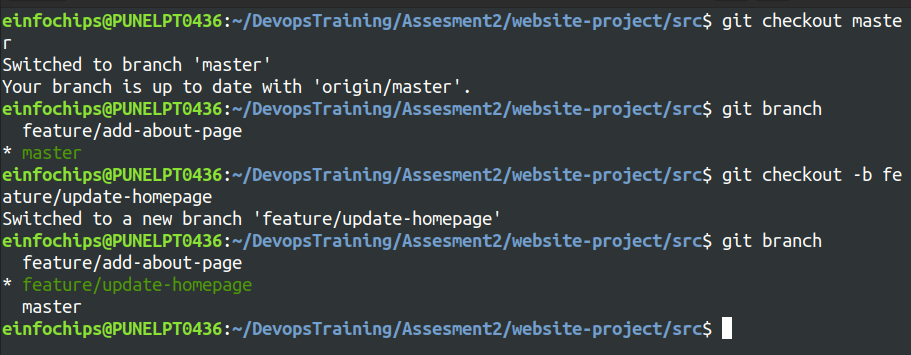 einfochips@PUNELPT0436:~/DevopsTraining/Assesment2/website-project/src$ git checkout maste
r
Switched to branch 'master'
Your branch is up to date with 'origin/master'.
einfochips@PUNELPT0436:~/DevopsTraining/Assesment2/website-project/src$ git branch
  feature/add-about-page
* master
einfochips@PUNELPT0436:~/DevopsTraining/Assesment2/website-project/src$ git checkout -b fe
ature/update-homepage
Switched to a new branch 'feature/update-homepage'
einfochips@PUNELPT0436:~/DevopsTraining/Assesment2/website-project/src$ git branch
  feature/add-about-page
* feature/update-homepage
  master
einfochips@PUNELPT0436:~/DevopsTraining/Assesment2/website-project/src$